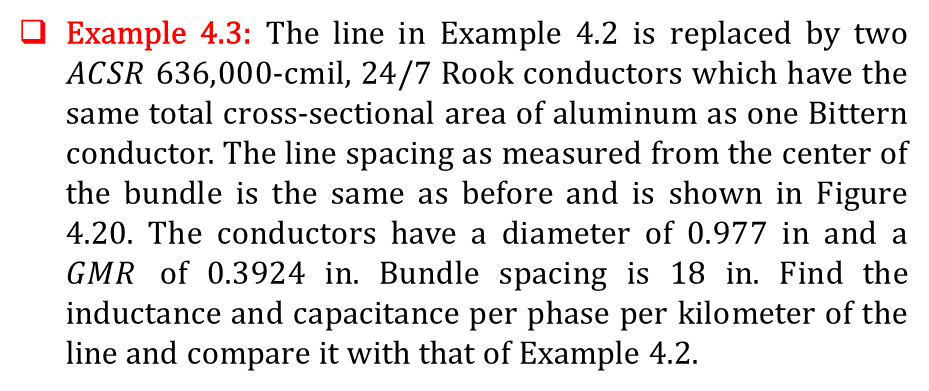 ❑ Example 4.3: The line in Example 4.2 is replaced by two
ACSR 636,000-cmil, 24/7 Rook conductors which have the
same total cross-sectional area of aluminum as one Bittern
conductor. The line spacing as measured from the center of
the bundle is the same as before and is shown in Figure
4.20. The conductors have a diameter of 0.977 in and a
GMR of 0.3924 in. Bundle spacing is 18 in. Find the
inductance and capacitance per phase per kilometer of the
line and compare it with that of Example 4.2.